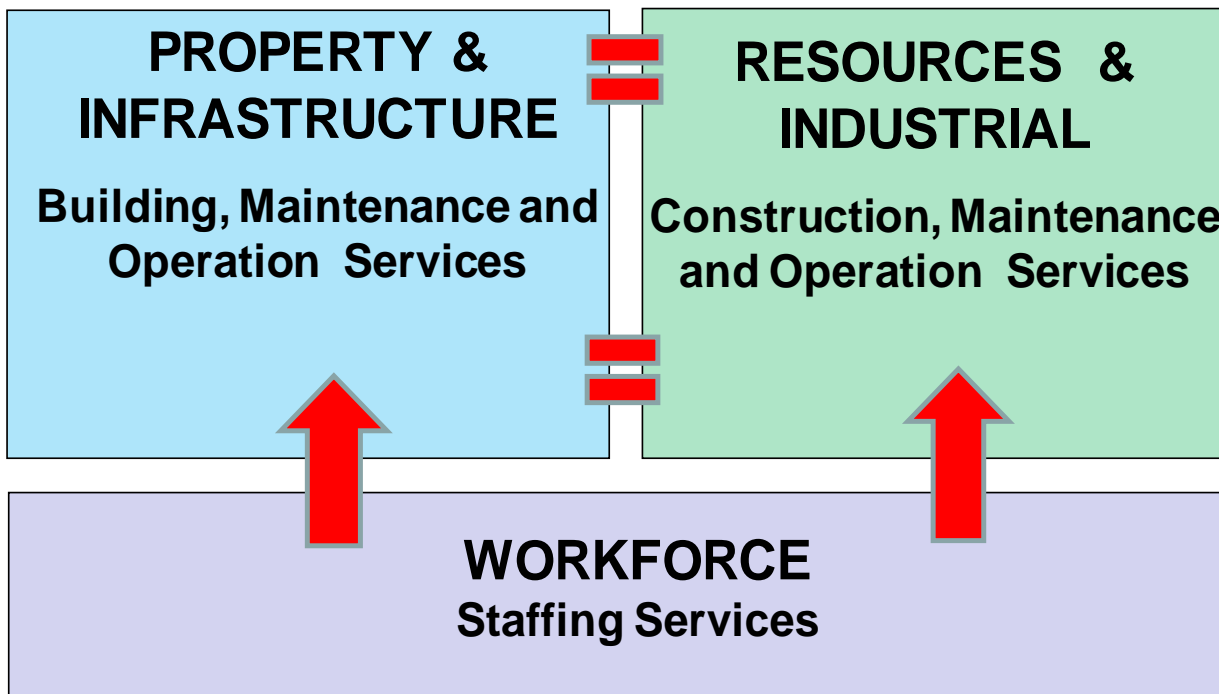 PROPERTY &
INFRASTRUCTURE
Building, Maintenance and
Operation Services
RESOURCES &
INDUSTRIAL
Construction, Maintenance
and Operation Services
WORKFORCE
Staffing Services